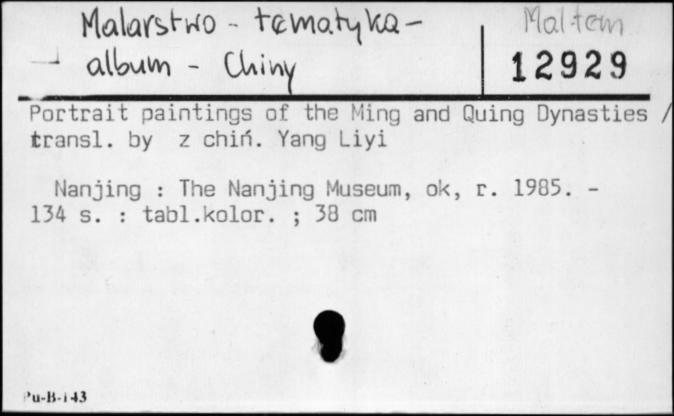 Malarstwo - tematyka -
album - Chiny
Mal tem
12929
Portrait paintings of the Ming and Quing Dynasties /
transl. by z chiń. Yang Liyi
Nanjing : The Nanjing Museum, ok, r. 1985. -
134 s. : tabl.kolor. ; 38 cm
Pu-B-143